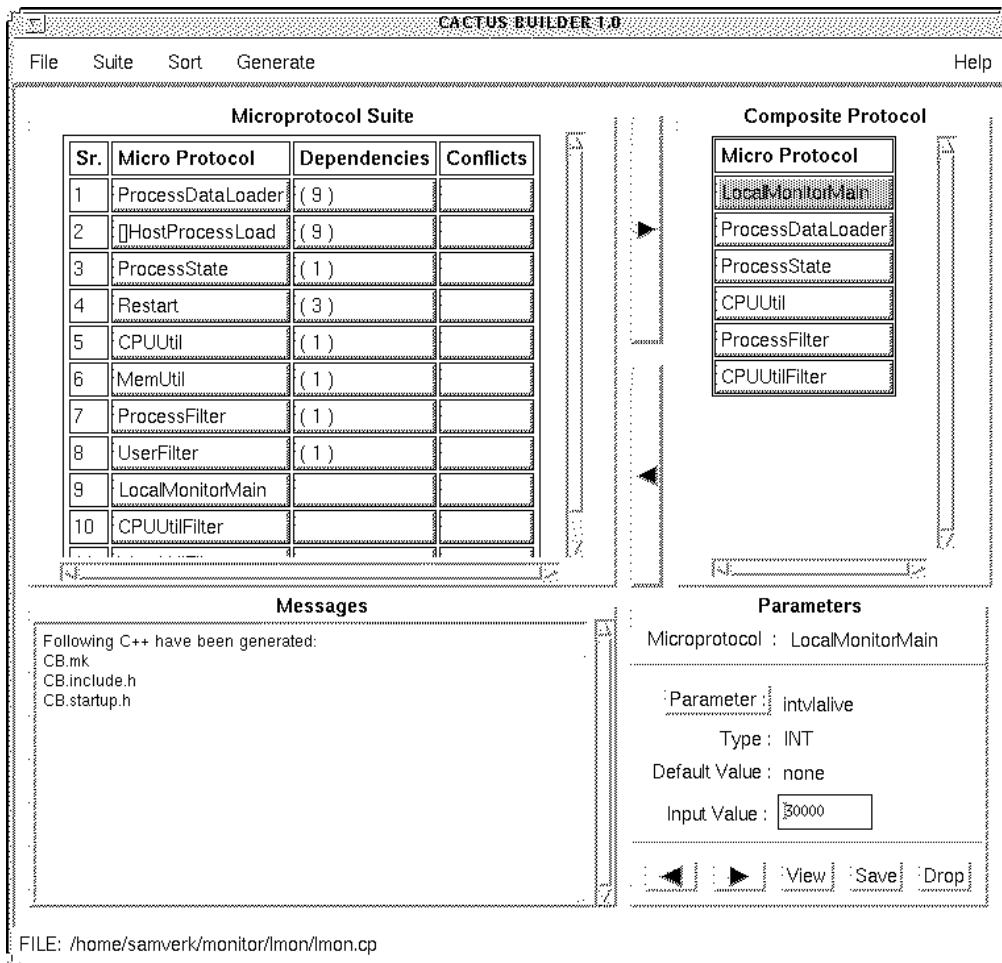 CACTUS BUILDER 1.0
File Suite Sort Generate Help
Microprotocol Suite
Sr. Micro Protocol Dependencies Conflicts
1 ProcessDataLoader ( 9 )
2 []HostProcessLoad ( 9 )
3 ProcessState ( 1 )
4 Restart ( 3 )
5 CPUUtil ( 1 )
6 MemUtil ( 1 )
7 ProcessFilter ( 1 )
8 UserFilter ( 1 )
9 LocalMonitorMain
10 CPUUtilFilter
Composite Protocol
Micro Protocol
LocalMonitorMain
ProcessDataLoader
ProcessState
CPUUtil
ProcessFilter
CPUUtilFilter
Messages
Following C++ have been generated:
CB.mk
CB.include.h
CB.startup.h
Parameters
Microprotocol : LocalMonitorMain
Parameter : intvlalive
Type : INT
Default Value : none
Input Value : 30000
View Save Drop
FILE: /home/samverk/monitor/lmon/lmon.cp